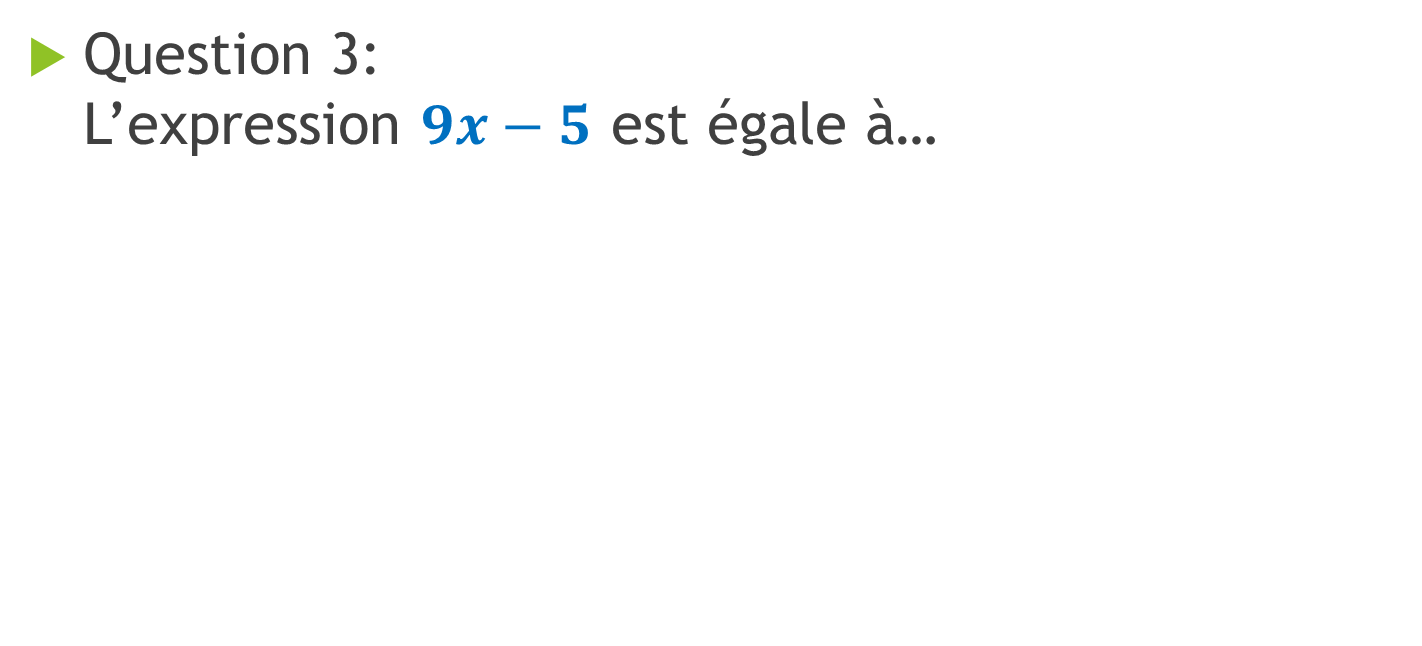 Question 3:
L’expression 9x − 5 est égale à…